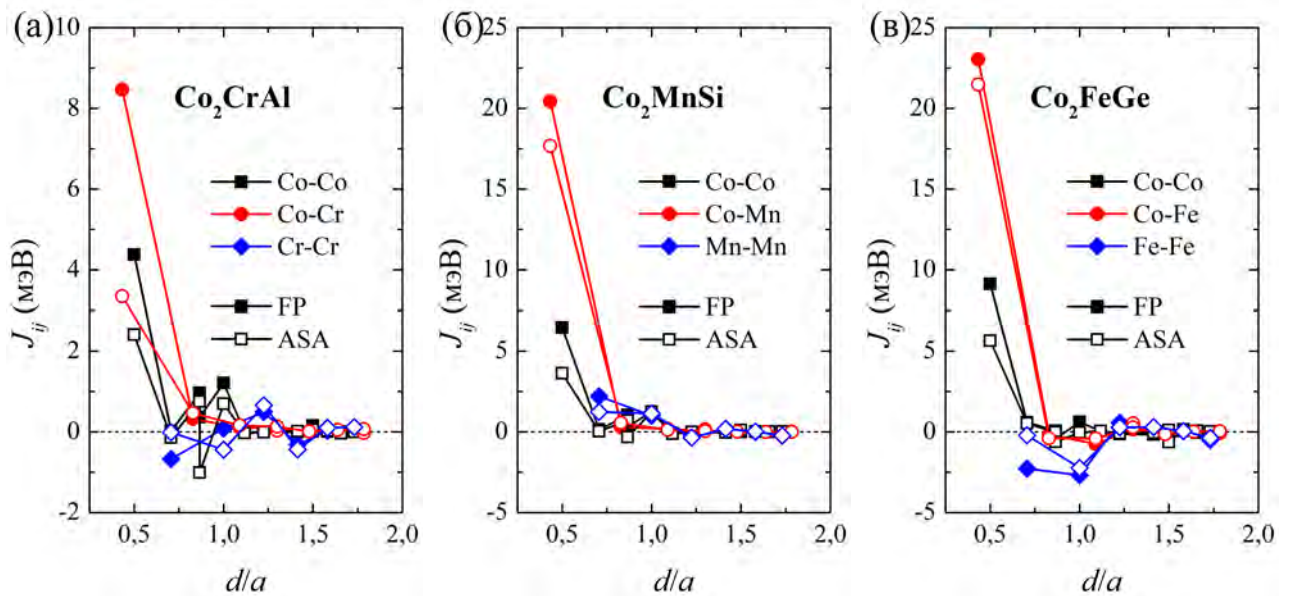 (а)
Co2CrAl
Co-Co
Co-Cr
Cr-Cr
FP
ASA
Jij (мэВ)
10
8
6
4
2
0
-2
0,5
1,0
1,5
2,0
d/a
(б)
Co2MnSi
Co-Co
Co-Mn
Mn-Mn
FP
ASA
Jij (мэВ)
25
20
15
10
5
0
-5
0,5
1,0
1,5
2,0
d/a
(в)
Co2FeGe
Co-Co
Co-Fe
Fe-Fe
FP
ASA
Jij (мэВ)
25
20
15
10
5
0
-5
0,5
1,0
1,5
2,0
d/a